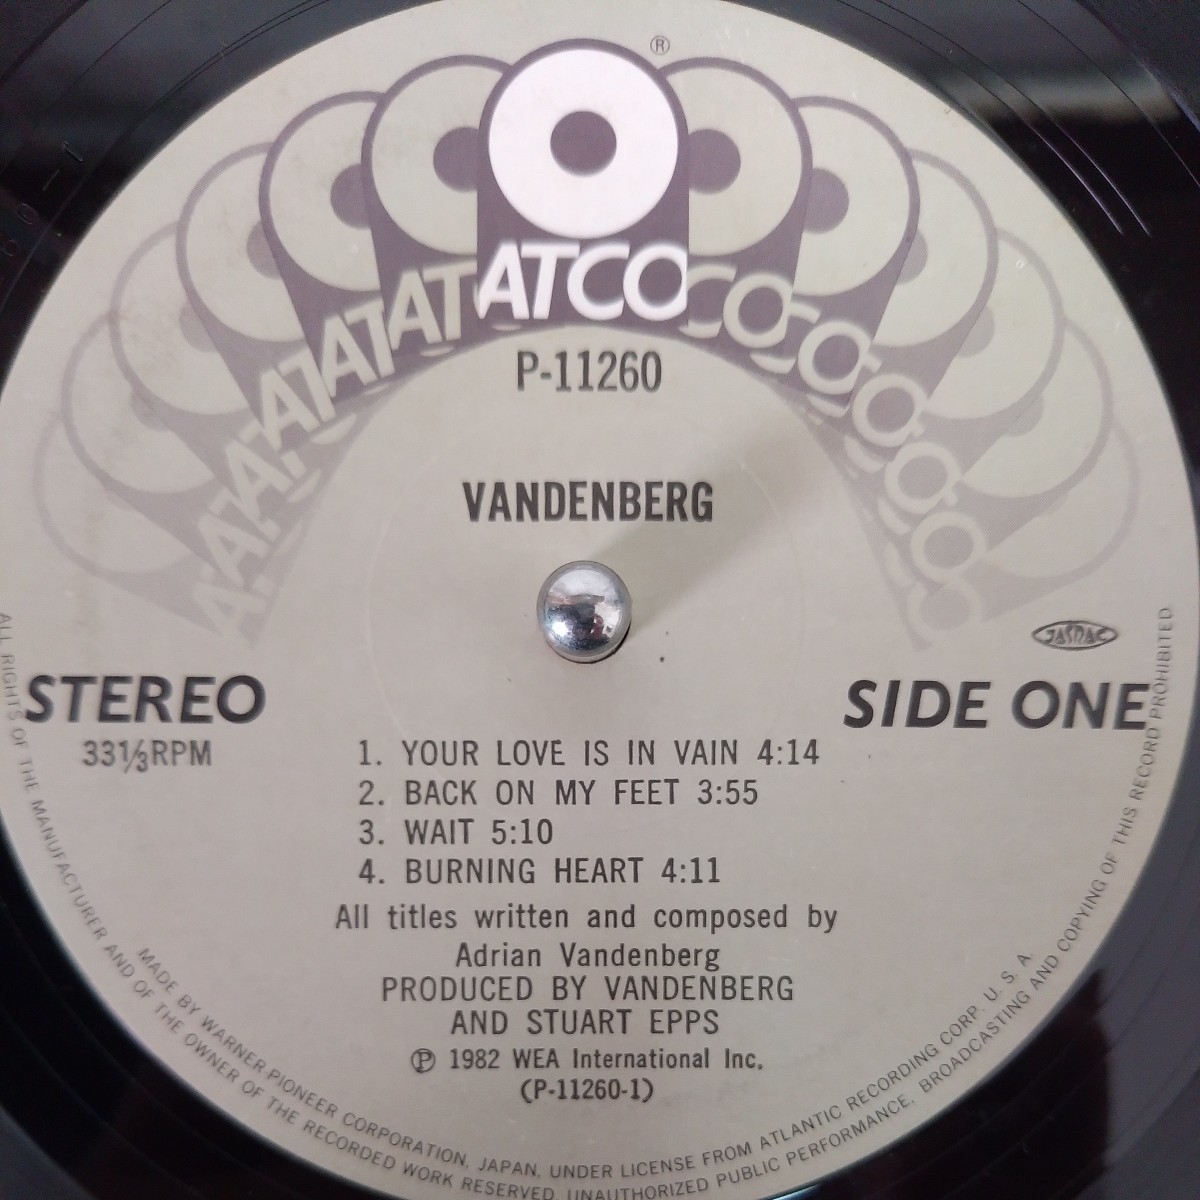 ®
ATCO
P-11260
VANDENBERG
JASRAC
STEREO
SIDE ONE
33⅓RPM
1. YOUR LOVE IS IN VAIN 4:14
2. BACK ON MY FEET 3:55
3. WAIT 5:10
4. BURNING HEART 4:11
All titles written and composed by
Adrian Vandenberg
PRODUCED BY VANDENBERG
AND STUART EPPS
℗ 1982 WEA International Inc.
(P-11260-1)
MADE BY WARNER-PIONEER CORPORATION, JAPAN, UNDER LICENSE FROM ATLANTIC RECORDING CORP. U. S. A.
ALL RIGHTS OF THE MANUFACTURER AND OF THE OWNER OF THE RECORDED WORK RESERVED. UNAUTHORIZED PUBLIC PERFORMANCE, BROADCASTING AND COPYING OF THIS RECORD PROHIBITED